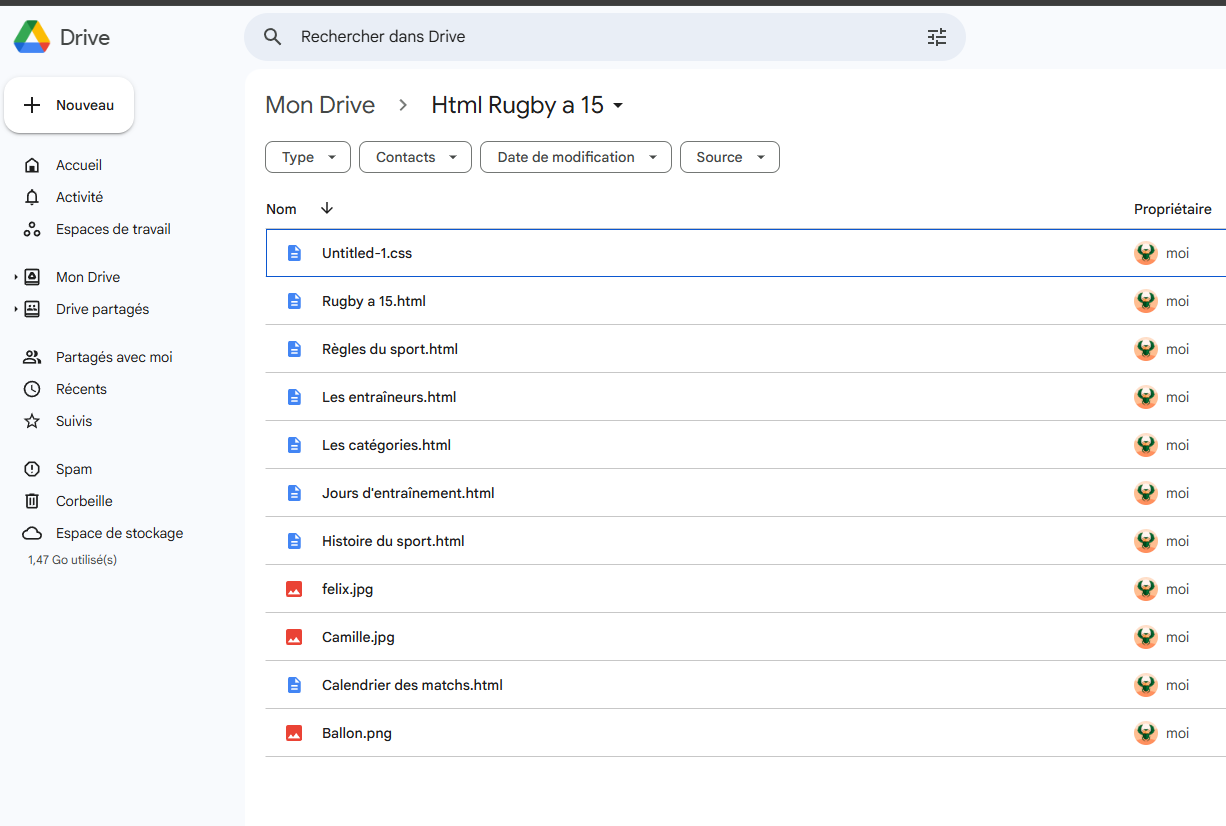 Drive
Rechercher dans Drive
Nouveau
Accueil
Activité
Espaces de travail
Mon Drive
Drive partagés
Partagés avec moi
Récents
Suivis
Spam
Corbeille
Espace de stockage
1,47 Go utilisé(s)
Mon Drive > Html Rugby a 15
Type Contacts Date de modification Source
Nom Propriétaire
Untitled-1.css moi
Rugby a 15.html moi
Règles du sport.html moi
Les entraîneurs.html moi
Les catégories.html moi
Jours d'entraînement.html moi
Histoire du sport.html moi
felix.jpg moi
Camille.jpg moi
Calendrier des matchs.html moi
Ballon.png moi